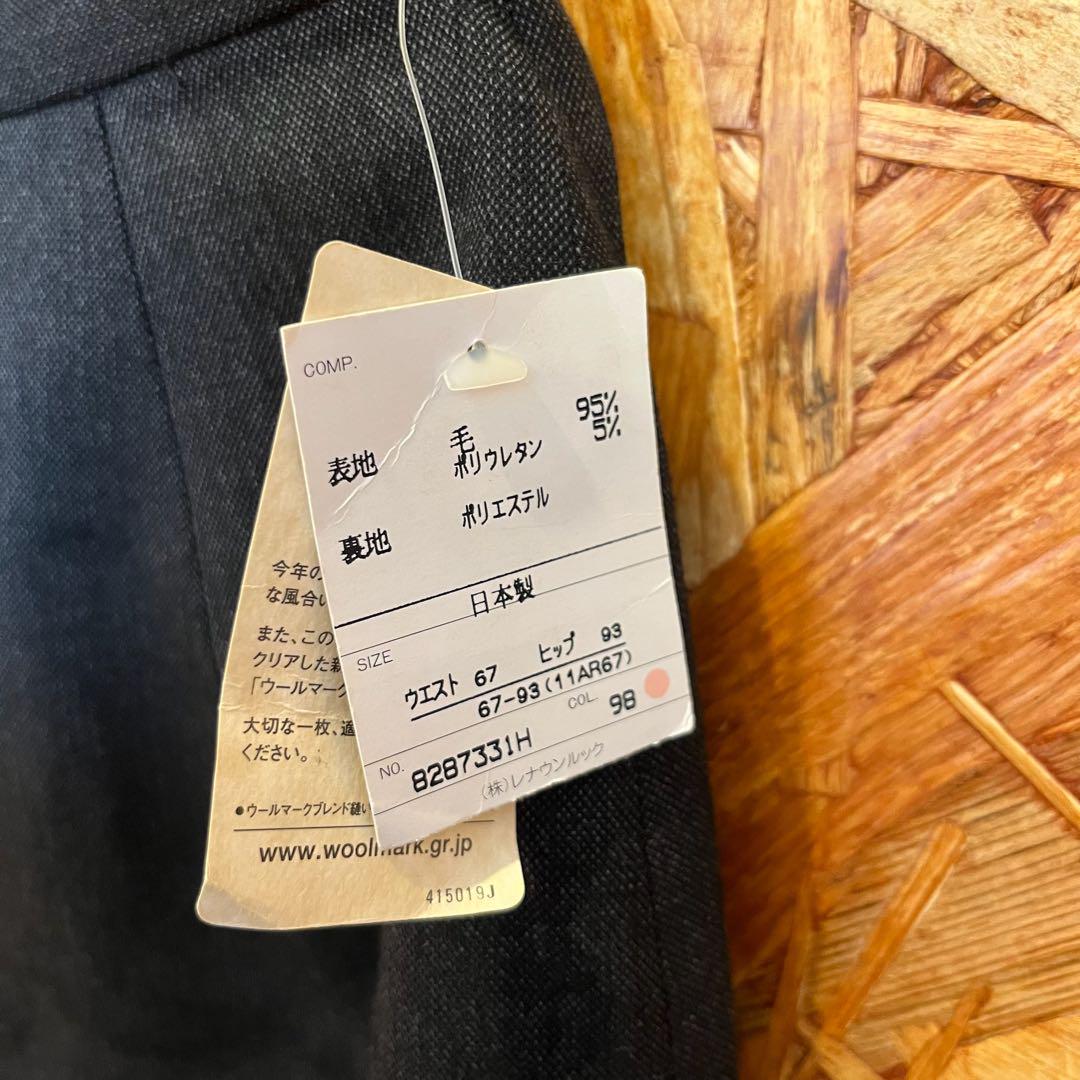 COMP.
表地 毛 95%
ポリウレタン 5%
裏地 ポリエステル
日本製
SIZE
ウエスト 67 ヒップ 93
67-93(11AR67)
COL. 98
NO. 8287331H
(株)レナウンルック
今年の
な風合い
また、この
クリアした
「ウールマーク
大切な一枚、適
ください。
●ウールマークブレンド縫い
www.woolmark.gr.jp
415019J